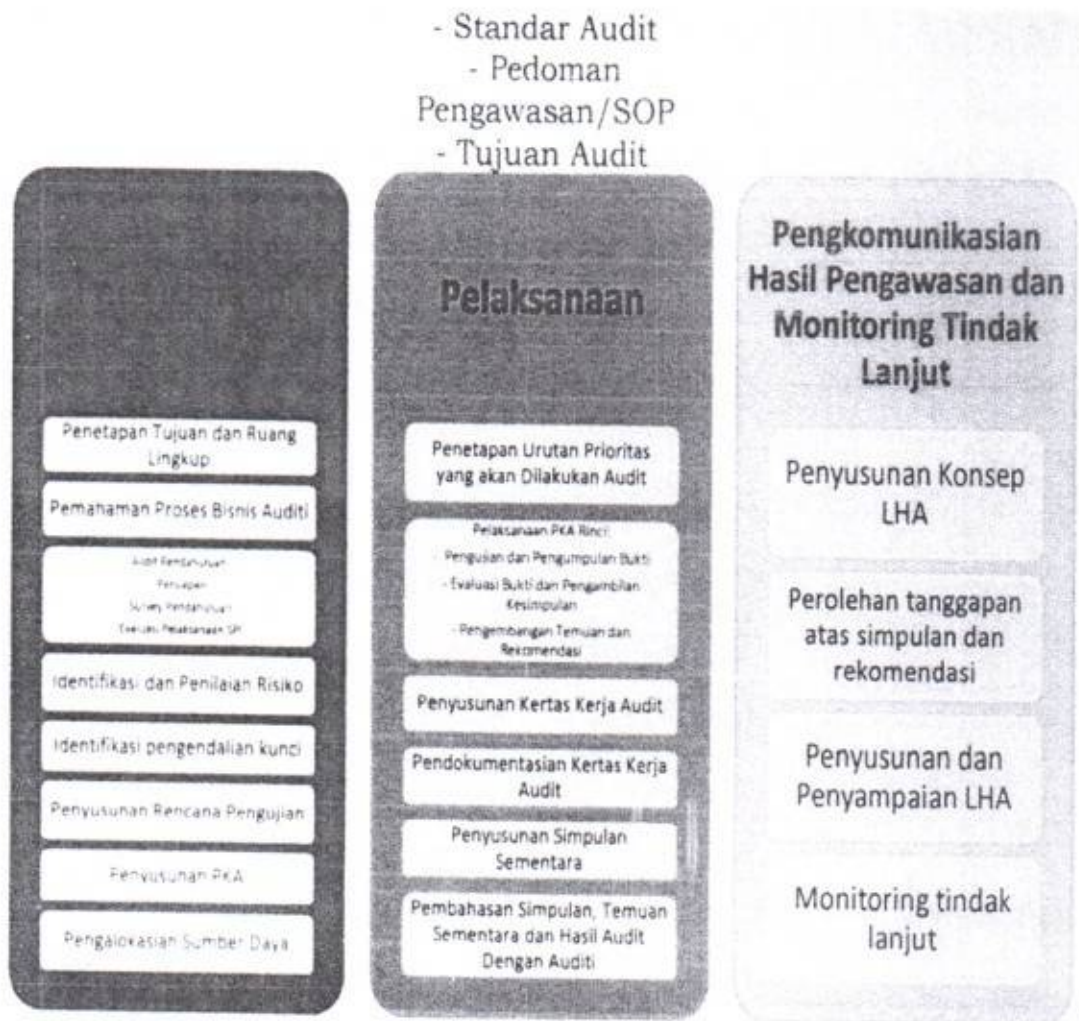 - Standar Audit
- Pedoman
Pengawasan/SOP
- Tujuan Audit
Penetapan Tujuan dan Ruang
Lingkup
Pemahaman Proses Bisnis Auditi
Audit Pendahuluan
Persiapan
Survey Pendahuluan
Evaluasi Pelaksanaan SPI
Identifikasi dan Penilaian Risiko
Identifikasi pengendalian kunci
Penyusunan Rencana Pengujian
Penyusunan PKA
Pengalokasian Sumber Daya
Pelaksanaan
Penetapan Urutan Prioritas
yang akan Dilakukan Audit
Pelaksanaan PKA Rinci:
- Pengujian dan Pengumpulan Bukti
- Evaluasi Bukti dan Pengambilan
Kesimpulan
- Pengembangan Temuan dan
Rekomendasi
Penyusunan Kertas Kerja Audit
Pendokumentasian Kertas Kerja
Audit
Penyusunan Simpulan
Sementara
Pembahasan Simpulan, Temuan
Sementara dan Hasil Audit
Dengan Auditi
Pengkomunikasian
Hasil Pengawasan dan
Monitoring Tindak
Lanjut
Penyusunan Konsep
LHA
Perolehan tanggapan
atas simpulan dan
rekomendasi
Penyusunan dan
Penyampaian LHA
Monitoring tindak
lanjut